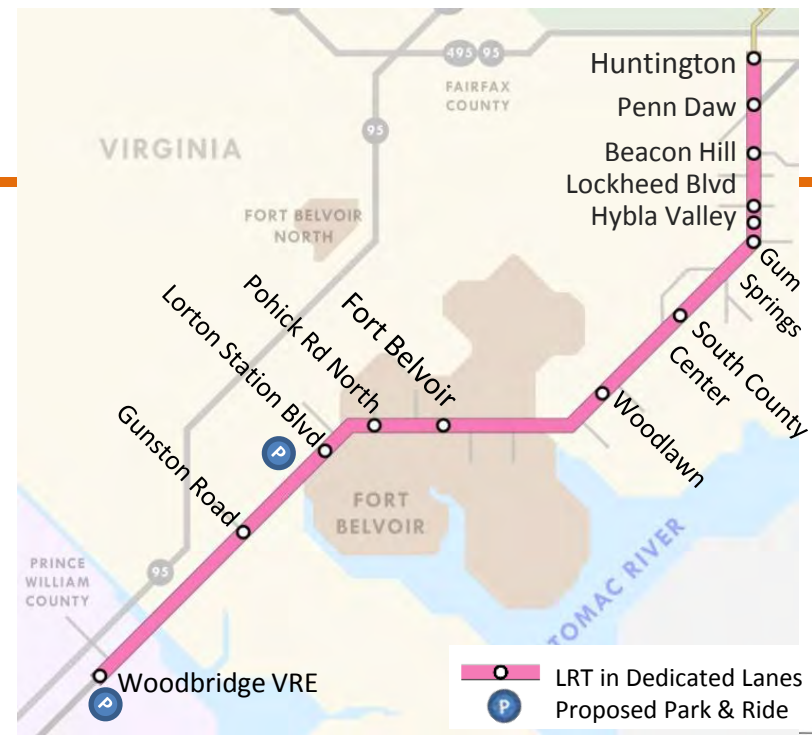 495 95
FAIRFAX
COUNTY
95
VIRGINIA
Huntington
Penn Daw
Beacon Hill
Lockheed Blvd
Hybla Valley
Gum
Springs
FORT BELVOIR
NORTH
South County
Center
Woodlawn
Fort Belvoir
Pohick Rd North
Lorton Station Blvd
P
Gunston Road
FORT
BELVOIR
PRINCE
WILLIAM
COUNTY
95
TOMAC RIVER
Woodbridge VRE
P
LRT in Dedicated Lanes
P Proposed Park & Ride